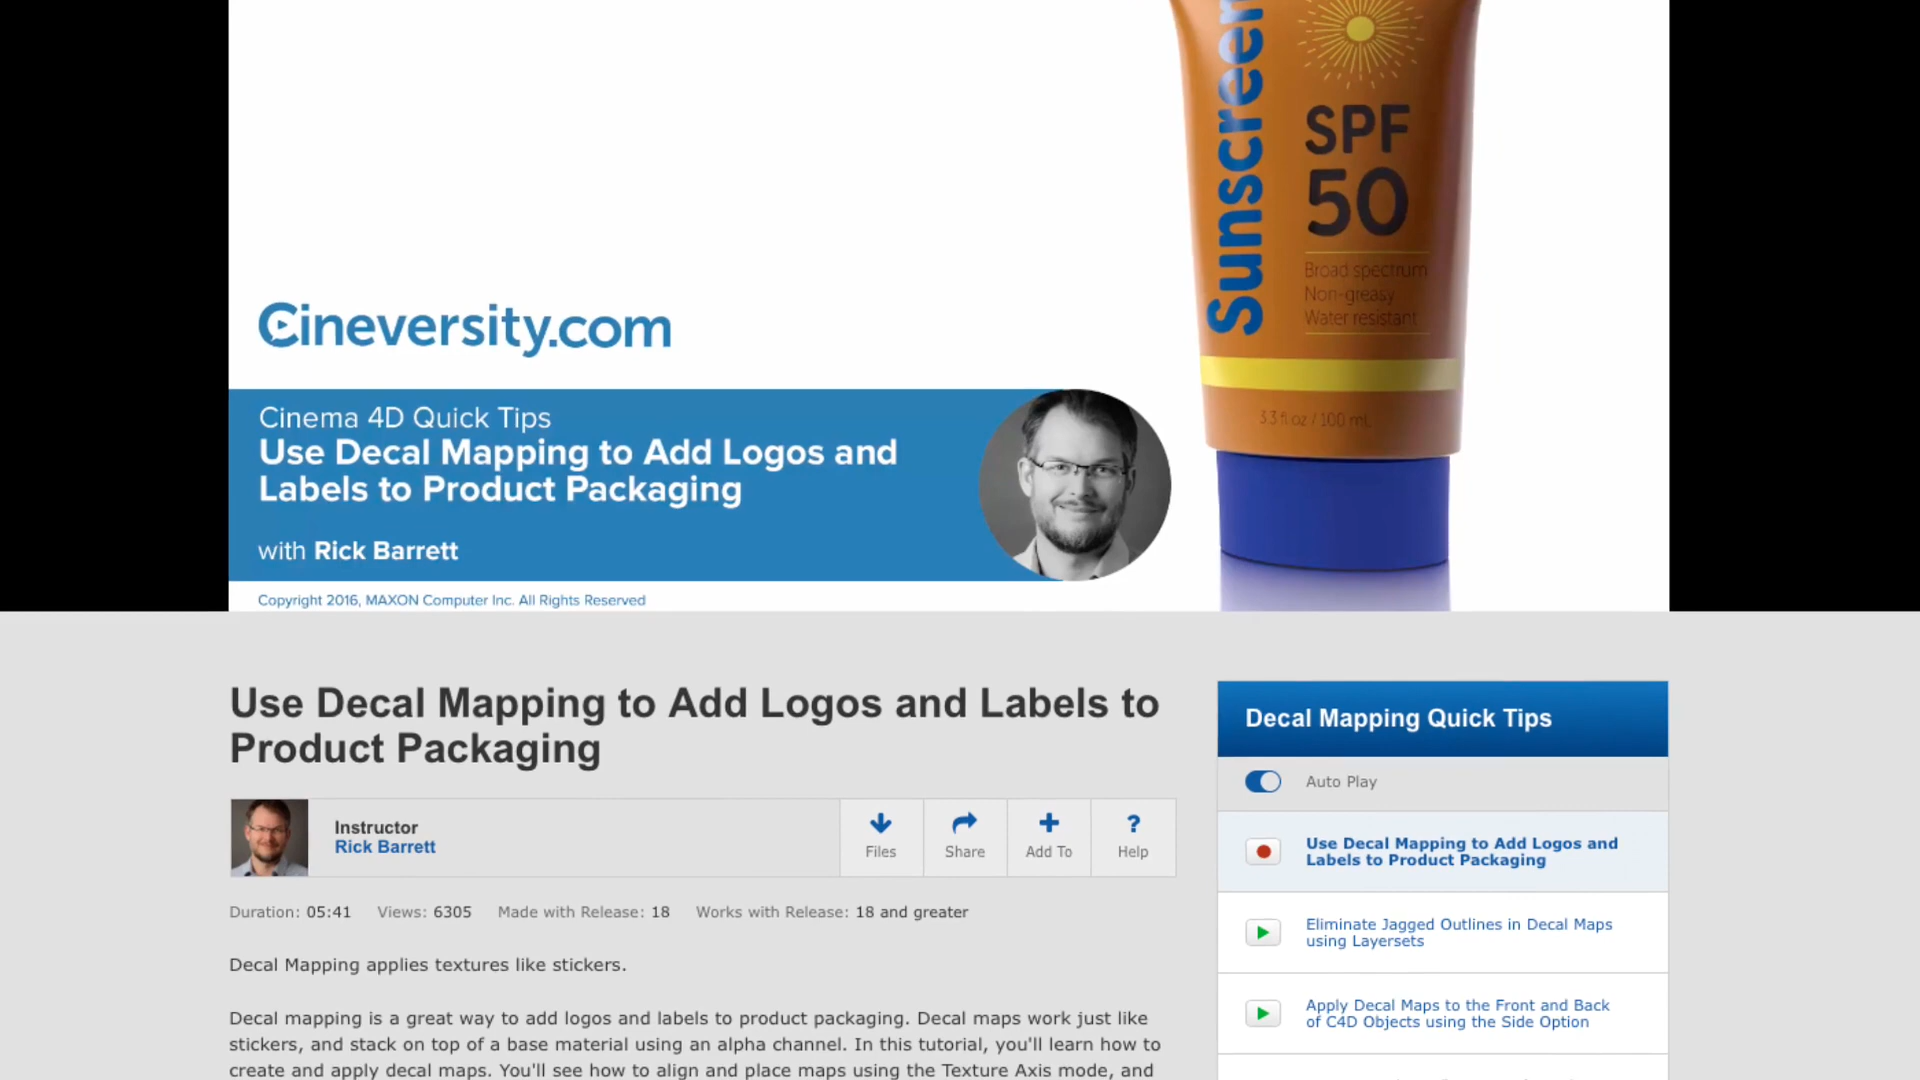 Sunscreen
SPF
50
Broad spectrum
Non-greasy
Water resistant
3.3 fl oz / 100 mL
Cineversity.com
Cinema 4D Quick Tips
Use Decal Mapping to Add Logos and
Labels to Product Packaging
with Rick Barrett
Copyright 2016, MAXON Computer Inc. All Rights Reserved
Use Decal Mapping to Add Logos and Labels to
Product Packaging
Instructor
Rick Barrett
Files
Share
Add To
?
Help
Duration: 05:41 Views: 6305 Made with Release: 18 Works with Release: 18 and greater
Decal Mapping applies textures like stickers.
Decal mapping is a great way to add logos and labels to product packaging. Decal maps work just like
stickers, and stack on top of a base material using an alpha channel. In this tutorial, you'll learn how to
create and apply decal maps. You'll see how to align and place maps using the Texture Axis mode, and
Decal Mapping Quick Tips
Auto Play
Use Decal Mapping to Add Logos and
Labels to Product Packaging
Eliminate Jagged Outlines in Decal Maps
using Layersets
Apply Decal Maps to the Front and Back
of C4D Objects using the Side Option